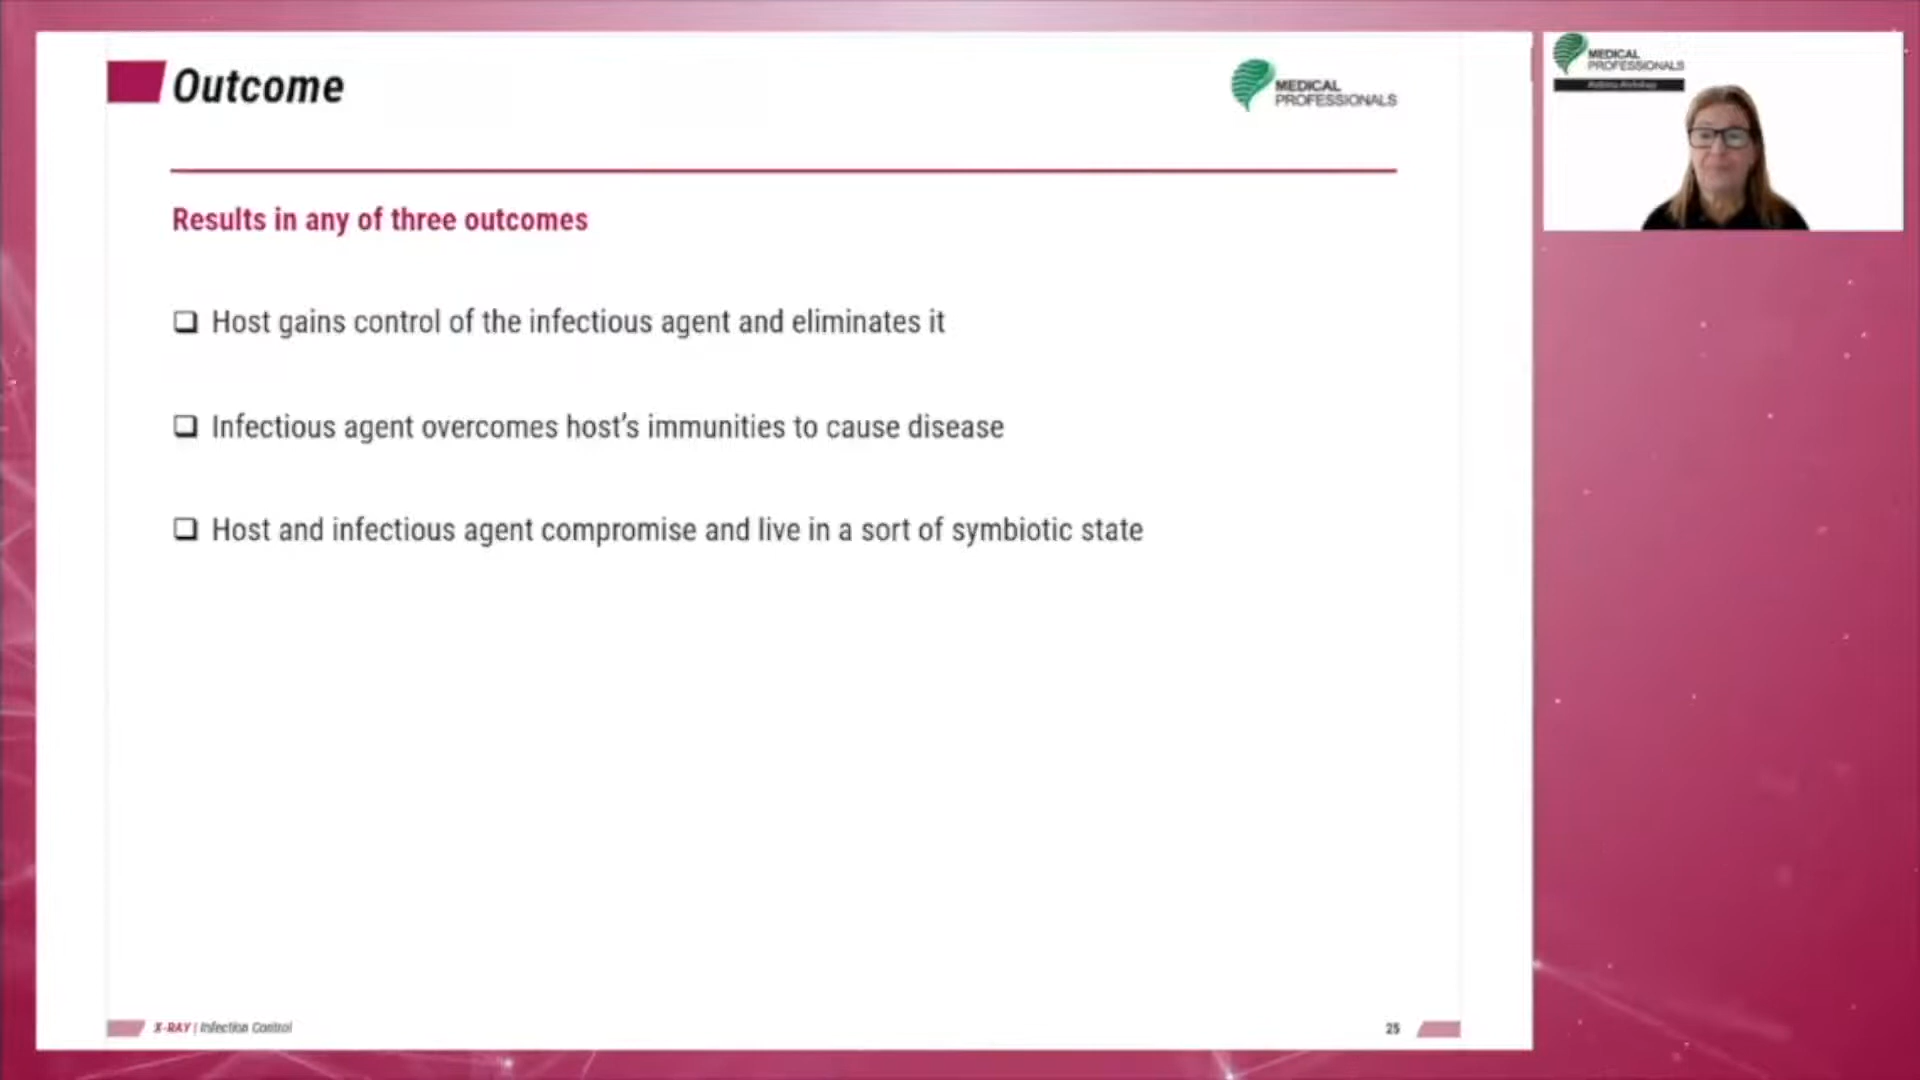 Outcome
MEDICAL
PROFESSIONALS
Results in any of three outcomes
Host gains control of the infectious agent and eliminates it
Infectious agent overcomes host's immunities to cause disease
Host and infectious agent compromise and live in a sort of symbiotic state
X-RAY | Infection Control
25
MEDICAL
PROFESSIONALS